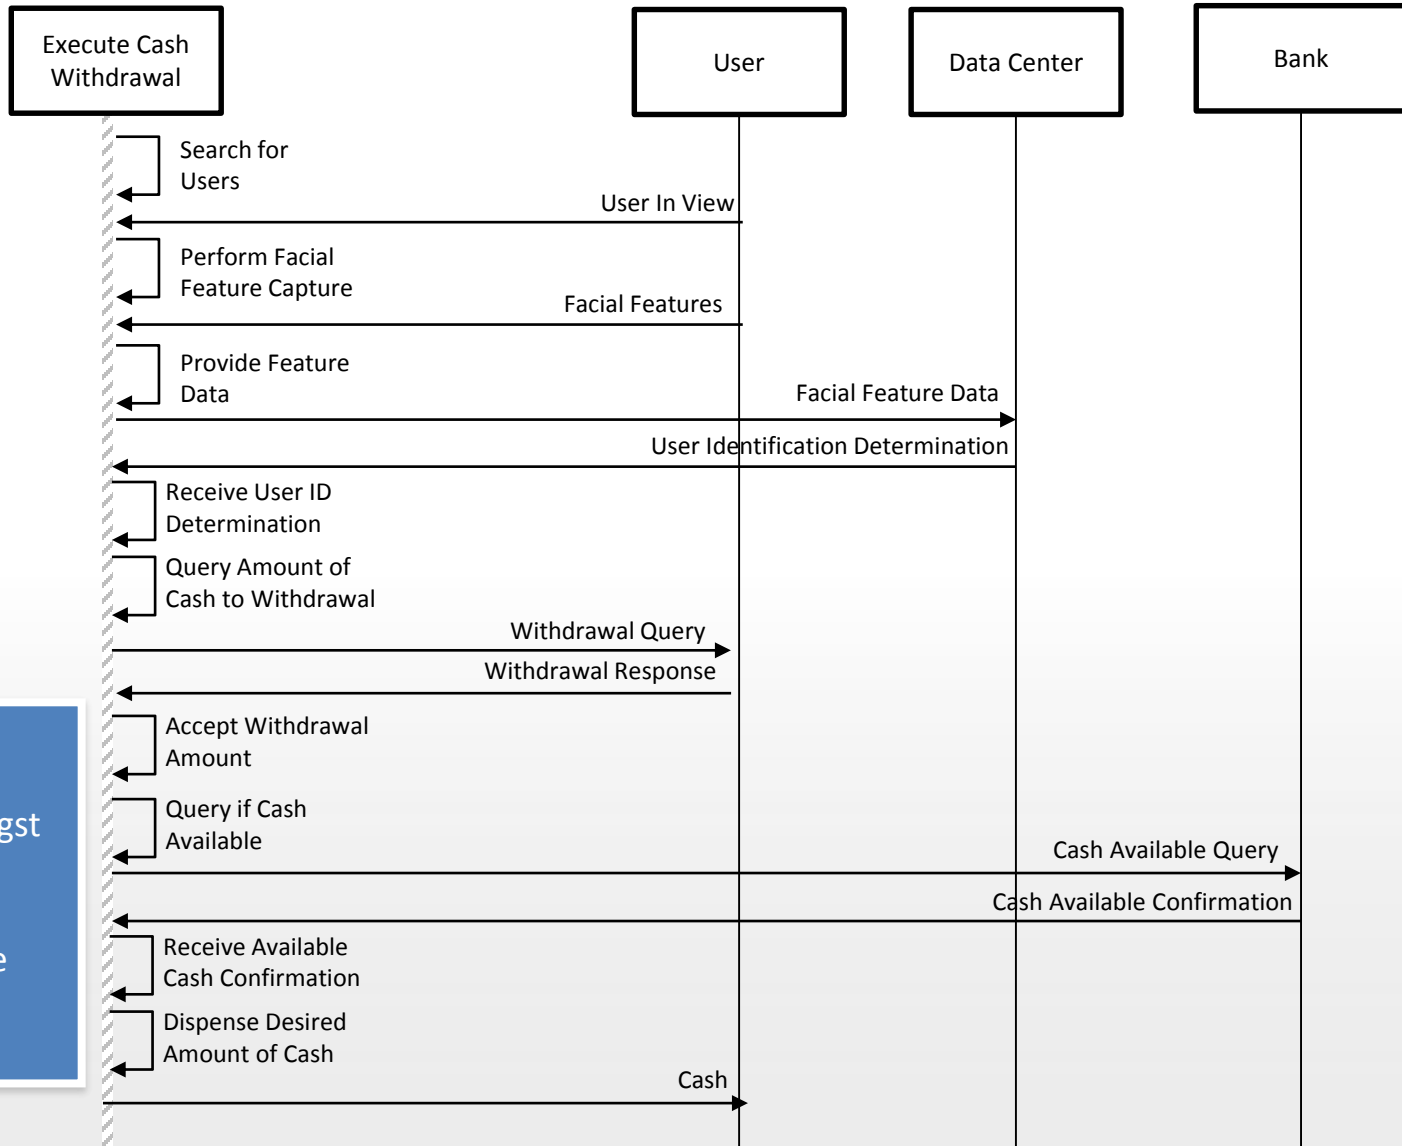 Execute Cash
Withdrawal
User
Data Center
Bank
Search for
Users
User In View
Perform Facial
Feature Capture
Facial Features
Provide Feature
Data
Facial Feature Data
User Identification Determination
Receive User ID
Determination
Query Amount of
Cash to Withdrawal
Withdrawal Query
Withdrawal Response
Accept Withdrawal
Amount
Query if Cash
Available
Cash Available Query
Cash Available Confirmation
Receive Available
Cash Confirmation
Dispense Desired
Amount of Cash
Cash